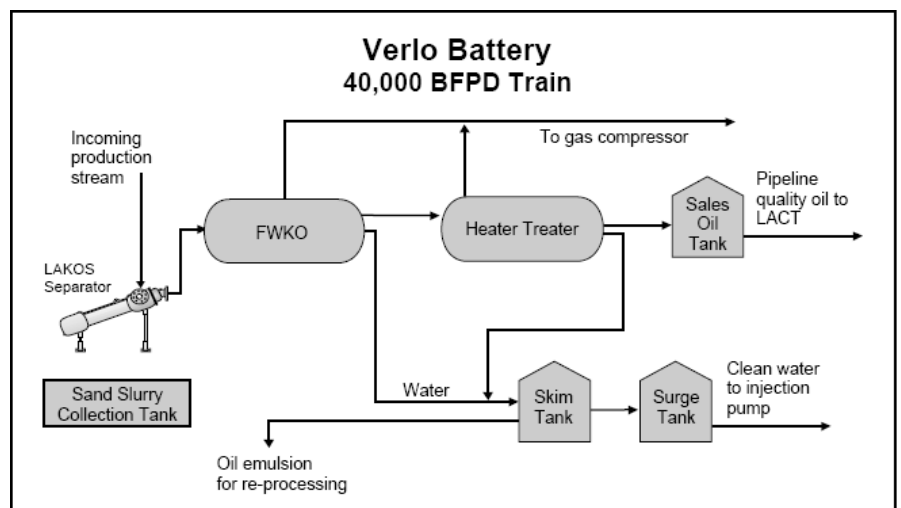 Verlo Battery
40,000 BFPD Train
Incoming
production
stream
To gas compressor
FWKO
Heater Treater
Sales
Oil
Tank
Pipeline
quality oil to
LACT
LAKOS
Separator
Sand Slurry
Collection Tank
Water
Skim
Tank
Surge
Tank
Clean water
to injection
pump
Oil emulsion
for re-processing